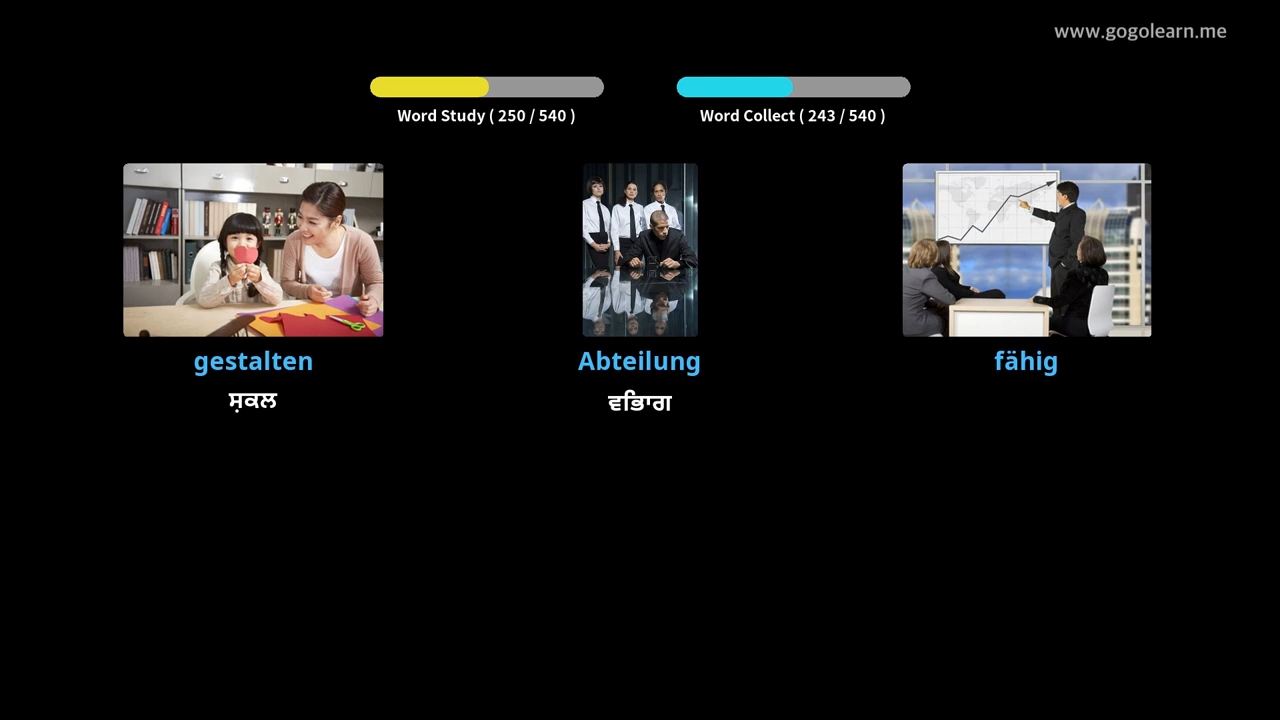 www.gogolearn.me
Word Study ( 250 / 540 )
Word Collect ( 243 / 540 )
gestalten
Abteilung
fähig
ਸ਼ਕਲ
ਵਿਭਾਗ